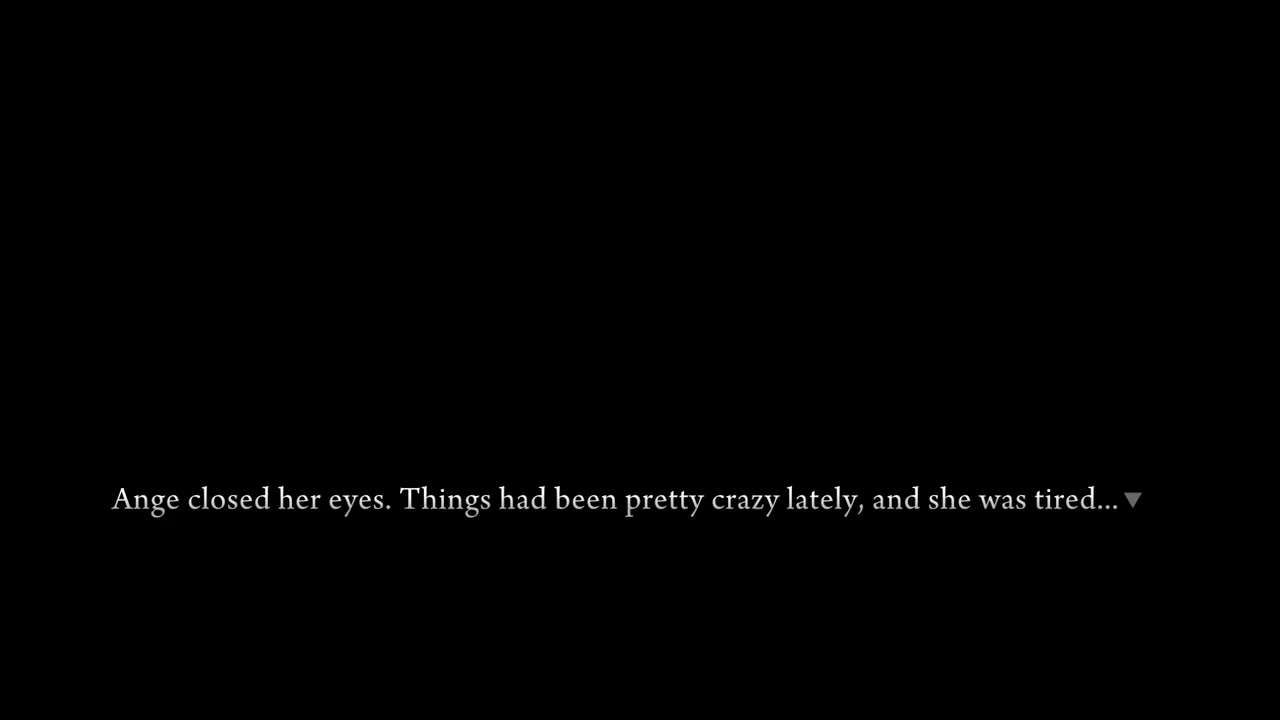 Ange closed her eyes. Things had been pretty crazy lately, and she was tired...